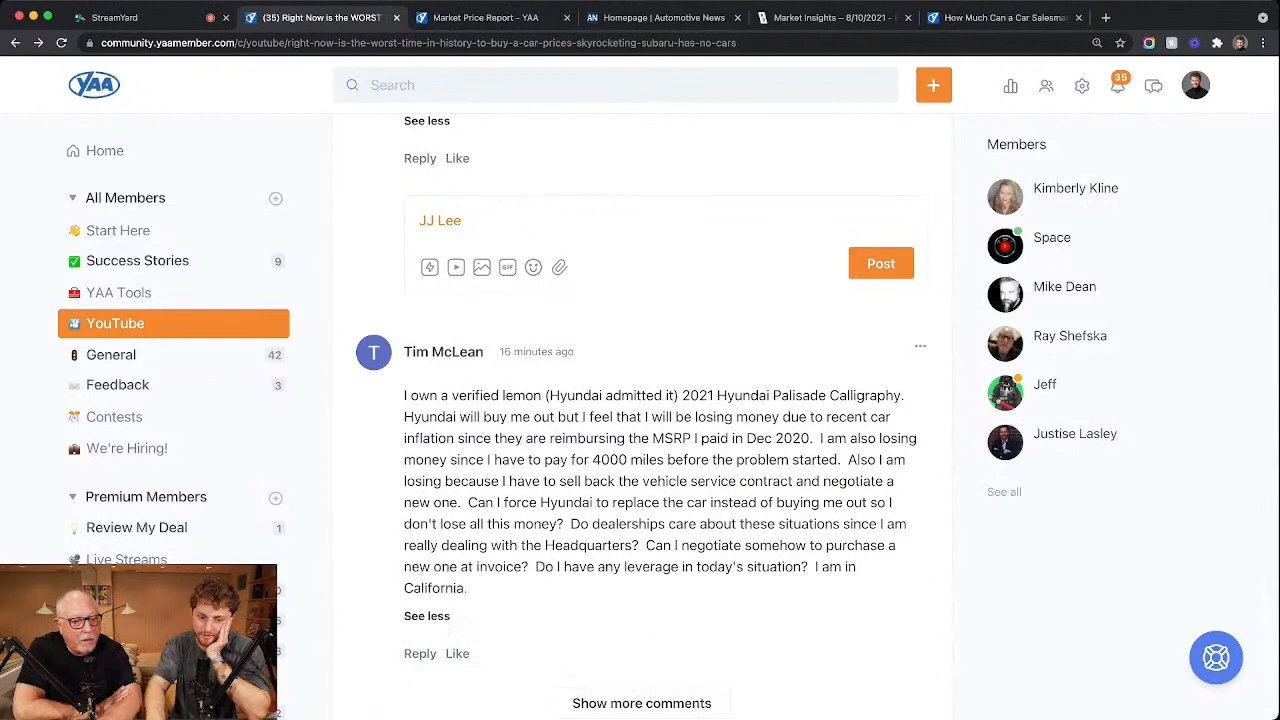 StreamYard
(35) Right Now is the WORST
Market Price Report - YAA
Homepage | Automotive News
Market Insights - 8/10/2021 -
How Much Can a Car Salesma
community.yaamember.com/c/youtube/right-now-is-the-worst-time-in-history-to-buy-a-car-prices-skyrocketing-subaru-has-no-cars
YAA
Search
35
Home
All Members
Start Here
Success Stories 9
YAA Tools
YouTube
General 42
Feedback 3
Contests
We're Hiring!
Premium Members
Review My Deal 1
Live Streams
See less
Reply Like
JJ Lee
GIF
Post
T
Tim McLean 16 minutes ago
I own a verified lemon (Hyundai admitted it) 2021 Hyundai Palisade Calligraphy.
Hyundai will buy me out but I feel that I will be losing money due to recent car
inflation since they are reimbursing the MSRP I paid in Dec 2020. I am also losing
money since I have to pay for 4000 miles before the problem started. Also I am
losing because I have to sell back the vehicle service contract and negotiate a
new one. Can I force Hyundai to replace the car instead of buying me out so I
don't lose all this money? Do dealerships care about these situations since I am
really dealing with the Headquarters? Can I negotiate somehow to purchase a
new one at invoice? Do I have any leverage in today's situation? I am in
California.
See less
Reply Like
Show more comments
Members
Kimberly Kline
Space
Mike Dean
Ray Shefska
Jeff
Justise Lasley
See all